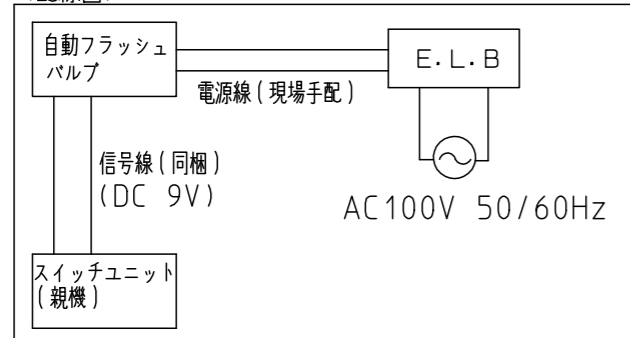 自動フラッシュ
バルブ
E.L.B
電源線(現場手配)
信号線(同梱)
(DC 9V)
AC100V 50/60Hz
スイッチユニット
(親機)